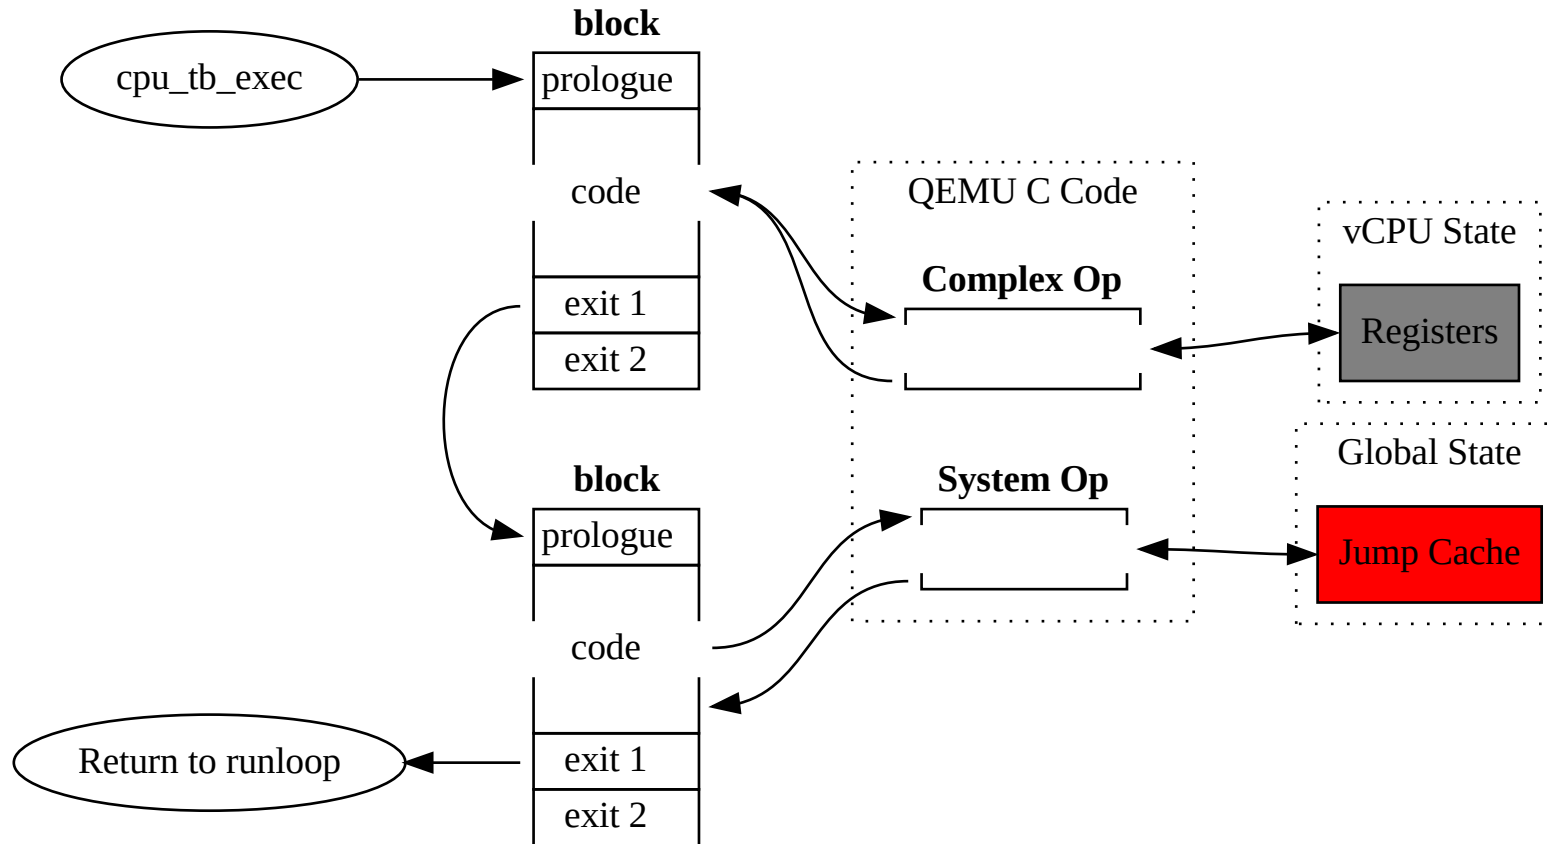 block
cpu_tb_exec
prologue
code
exit 1
exit 2
QEMU C Code
Complex Op
vCPU State
Registers
block
prologue
code
exit 1
exit 2
System Op
Global State
Jump Cache
Return to runloop